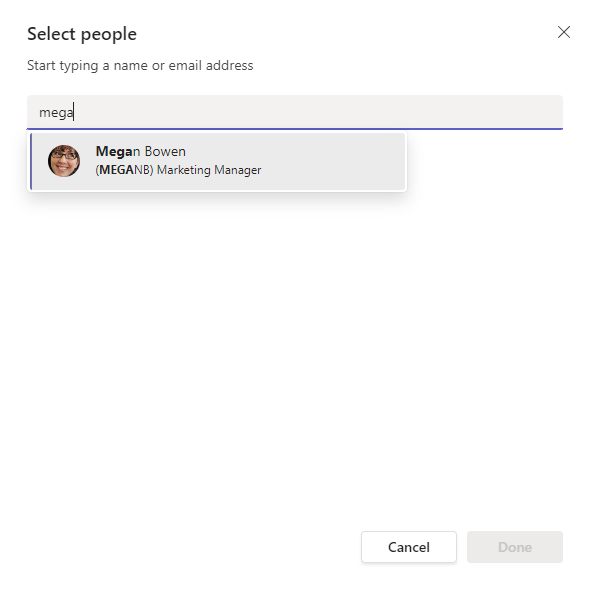 Select people
Start typing a name or email address
mega
Megan Bowen
(MEGANB) Marketing Manager
Cancel
Done